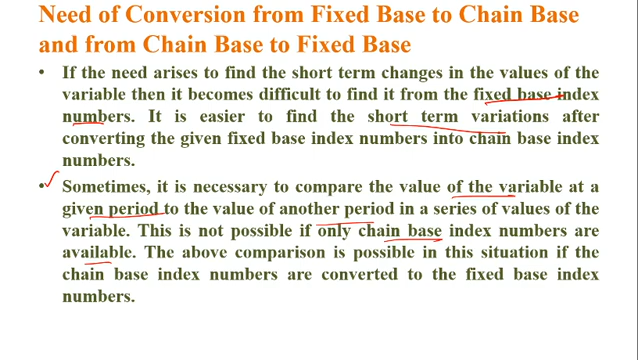 Need of Conversion from Fixed Base to Chain Base
and from Chain Base to Fixed Base
• If the need arises to find the short term changes in the values of the
variable then it becomes difficult to find it from the fixed base index
numbers. It is easier to find the short term variations after
converting the given fixed base index numbers into chain base index
numbers.
• Sometimes, it is necessary to compare the value of the variable at a
given period to the value of another period in a series of values of the
variable. This is not possible if only chain base index numbers are
available. The above comparison is possible in this situation if the
chain base index numbers are converted to the fixed base index
numbers.